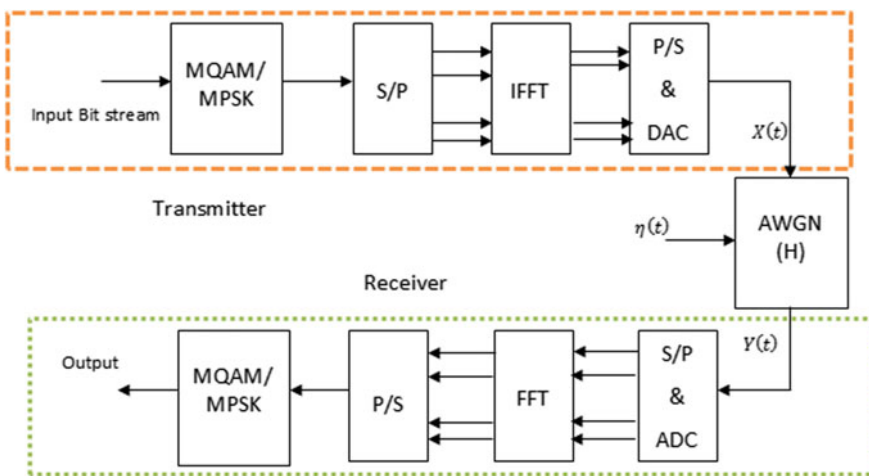 Input Bit stream
MQAM/
MPSK
S/P
IFFT
P/S
&
DAC
X(t)
Transmitter
η(t)
AWGN
(H)
Receiver
Output
MQAM/
MPSK
P/S
FFT
S/P
&
ADC
Y(t)